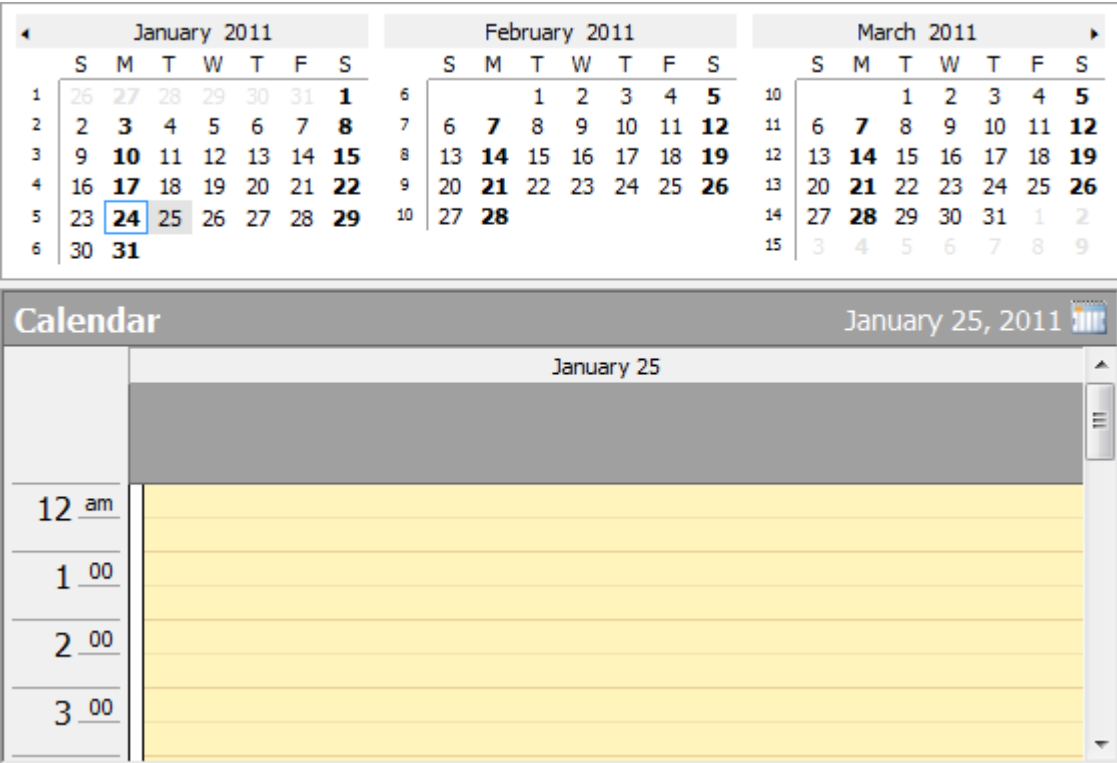 January 2011 February 2011 March 2011
S M T W T F S S M T W T F S S M T W T F S
1 26 27 28 29 30 31 1 6 1 2 3 4 5 10 1 2 3 4 5
2 2 3 4 5 6 7 8 7 6 7 8 9 10 11 12 11 6 7 8 9 10 11 12
3 9 10 11 12 13 14 15 8 13 14 15 16 17 18 19 12 13 14 15 16 17 18 19
4 16 17 18 19 20 21 22 9 20 21 22 23 24 25 26 13 20 21 22 23 24 25 26
5 23 24 25 26 27 28 29 10 27 28 14 27 28 29 30 31 1 2
6 30 31 15 3 4 5 6 7 8 9
Calendar January 25, 2011
January 25
12 am
1 00
2 00
3 00